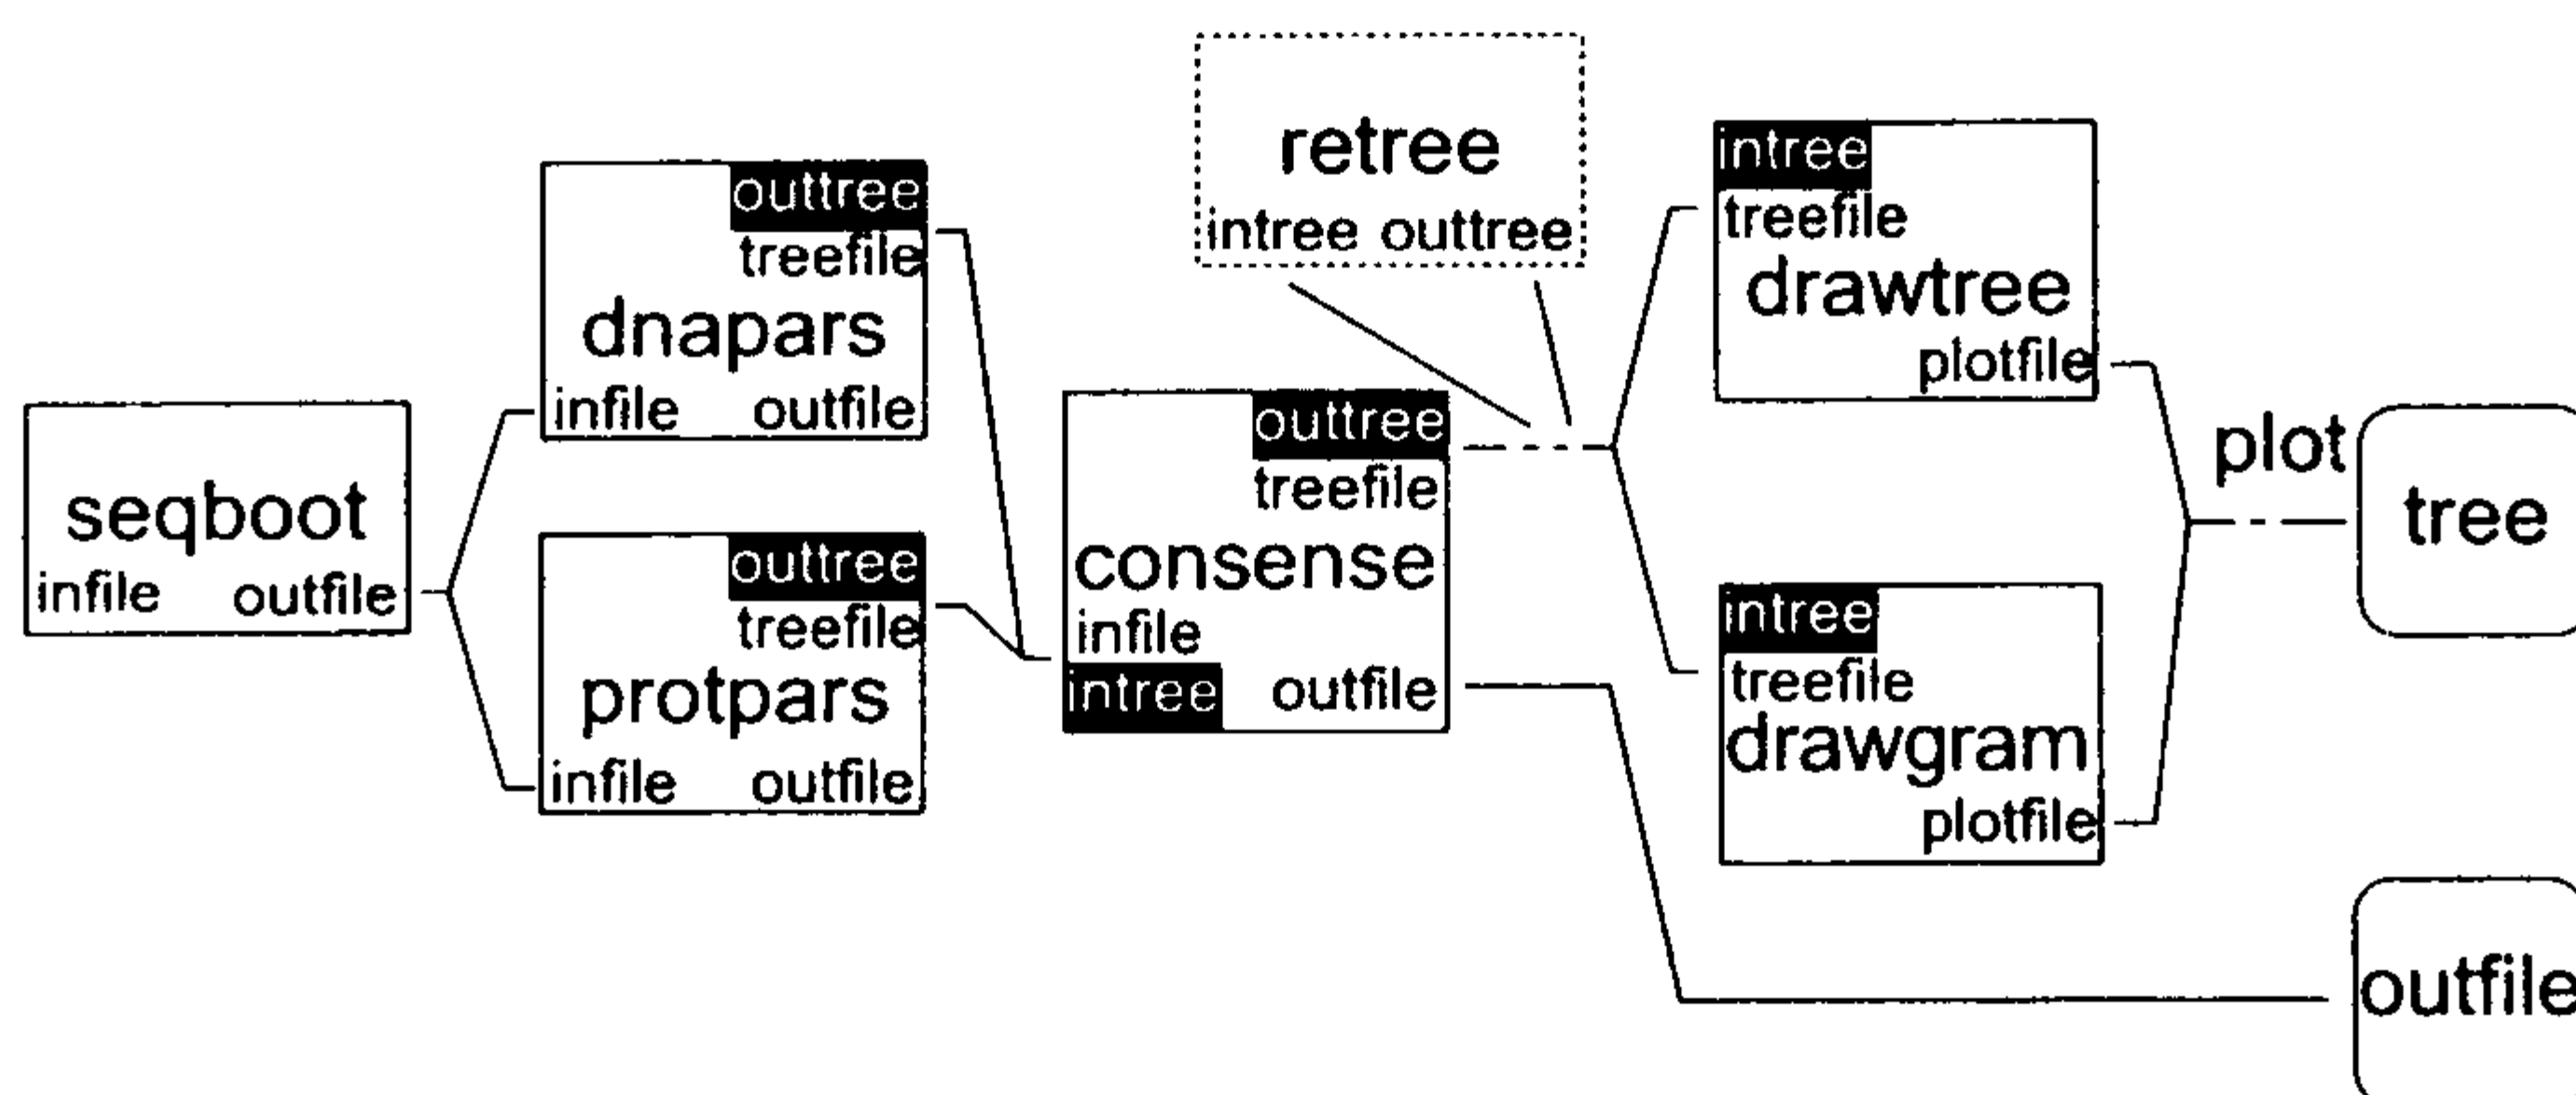 seqboot
infile outfile
outtree
treefile
dnapars
infile outfile
outtree
treefile
protpars
infile outfile
retree
intree outtree
outtree
treefile
consense
infile
intree outfile
intree
treefile
drawtree
plotfile
intree
treefile
drawgram
plotfile
plot
tree
outfile